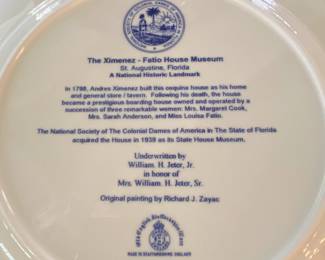 The Ximenez - Fatio House Museum
St. Augustine, Florida
A National Historic Landmark
In 1798, Andres Ximenez built this coquina house as his home
and general store / tavern. Following his death, the house
became a prestigious boarding house owned and operated by a
succession of three remarkable women: Mrs. Margaret Cook,
Mrs. Sarah Anderson, and Miss Louisa Fatio.
The National Society of The Colonial Dames of America in The State of Florida
acquired the House in 1939 as its State House Museum.
Underwritten by
William. H. Jeter, Jr.
in honor of
Mrs. William. H. Jeter, Sr.
Original painting by Richard J. Zayac
MADE IN STAFFORDSHIRE ENGLAND